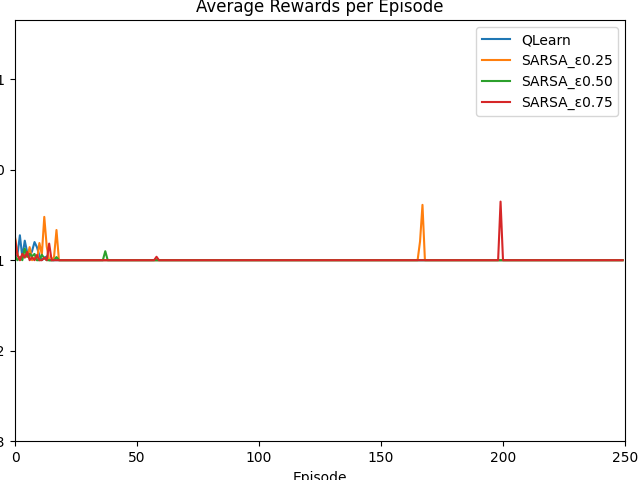 Average Rewards per Episode
QLearn
SARSA_ε0.25
SARSA_ε0.50
SARSA_ε0.75
1
0
1
2
3
0 50 100 150 200 250
Episode